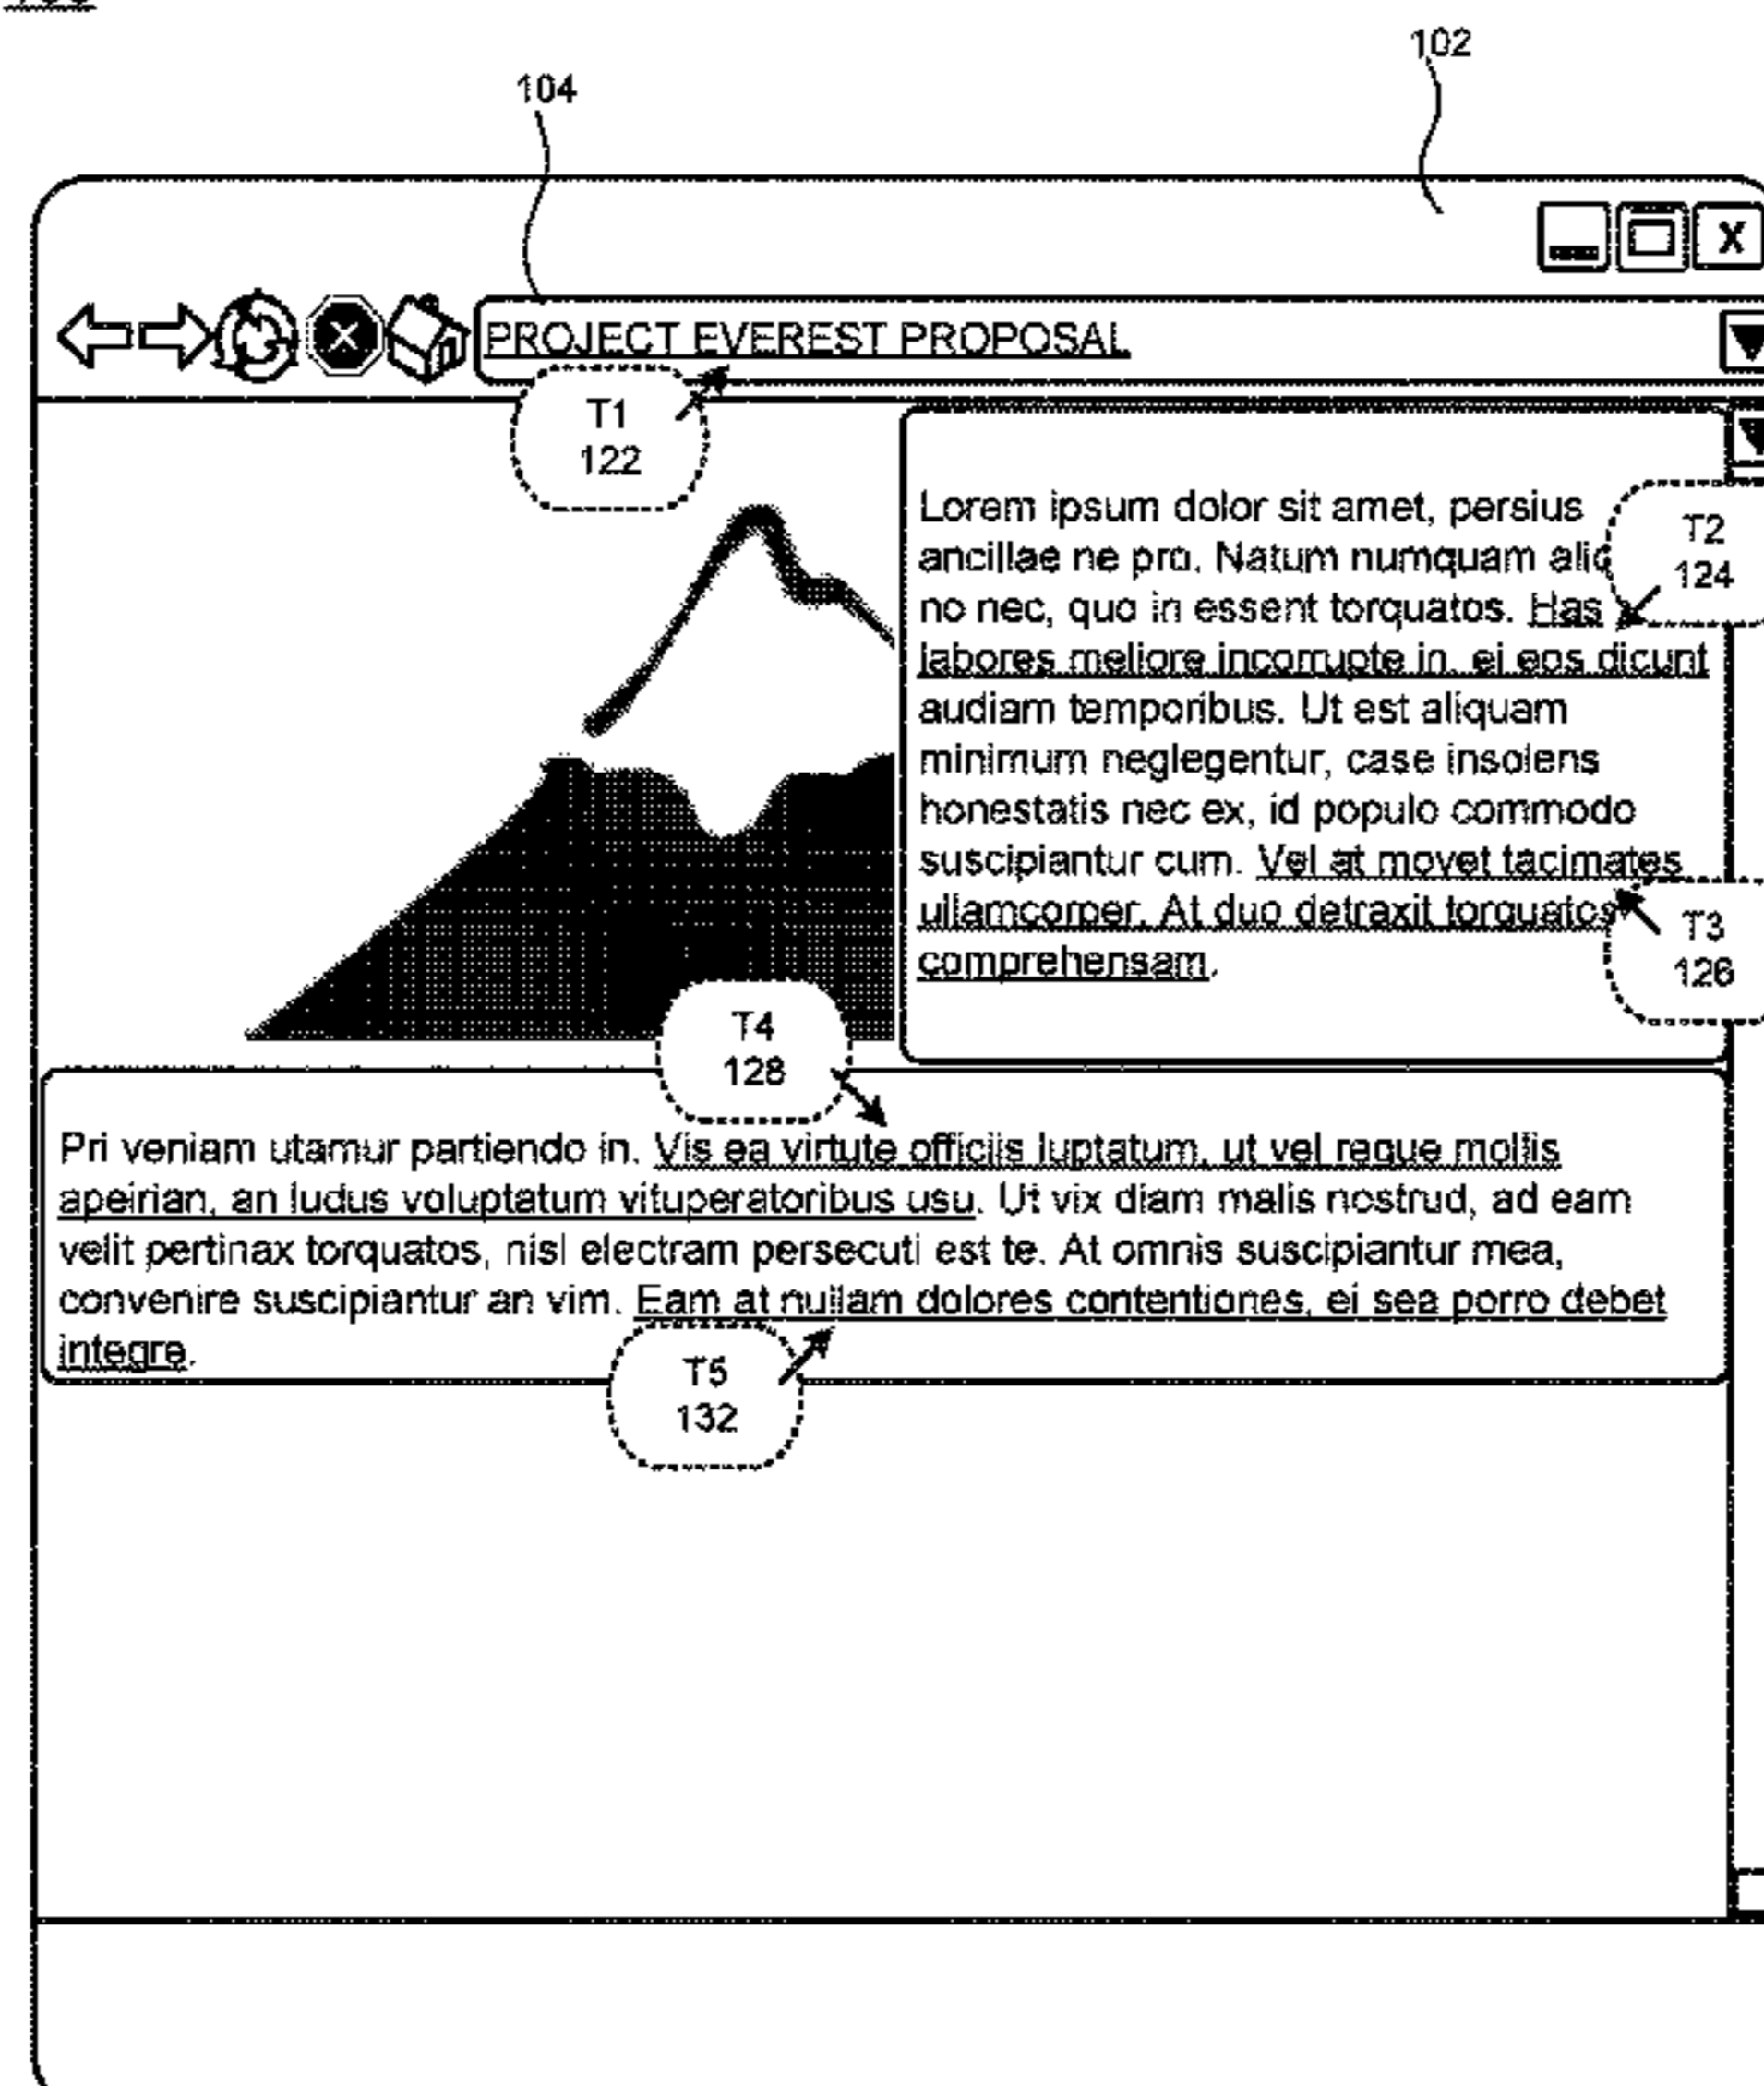 102
104
X
X
PROJECT EVEREST PROPOSAL
T1
122
Lorem ipsum dolor sit amet, persius
ancillae ne pro. Natum numquam
no nec, quo in essent torquatos. Has
labores meliore incorrupte in, ei eos dicunt
audiam temporibus. Ut est aliquam
minimum neglegentur, case insolens
honestatis nec ex, id populo commodo
suscipiantur cum. Vel at movet tacimates
ullamcorper. At duo detraxit torquatos
comprehensam.
T2
124
T3
126
T4
128
Pri veniam utamur partiendo in. Vis ea virtute officiis luptatum, ut vel reque mollis
apeirian, an ludus voluptatum vituperatoribus usu. Ut vix diam malis nostrud, ad eam
velit pertinax torquatos, nisl electram persecuti est te. At omnis suscipiantur mea,
convenire suscipiantur an vim. Eam at nullam dolores contentiones, ei sea porro debet
integre.
T5
132